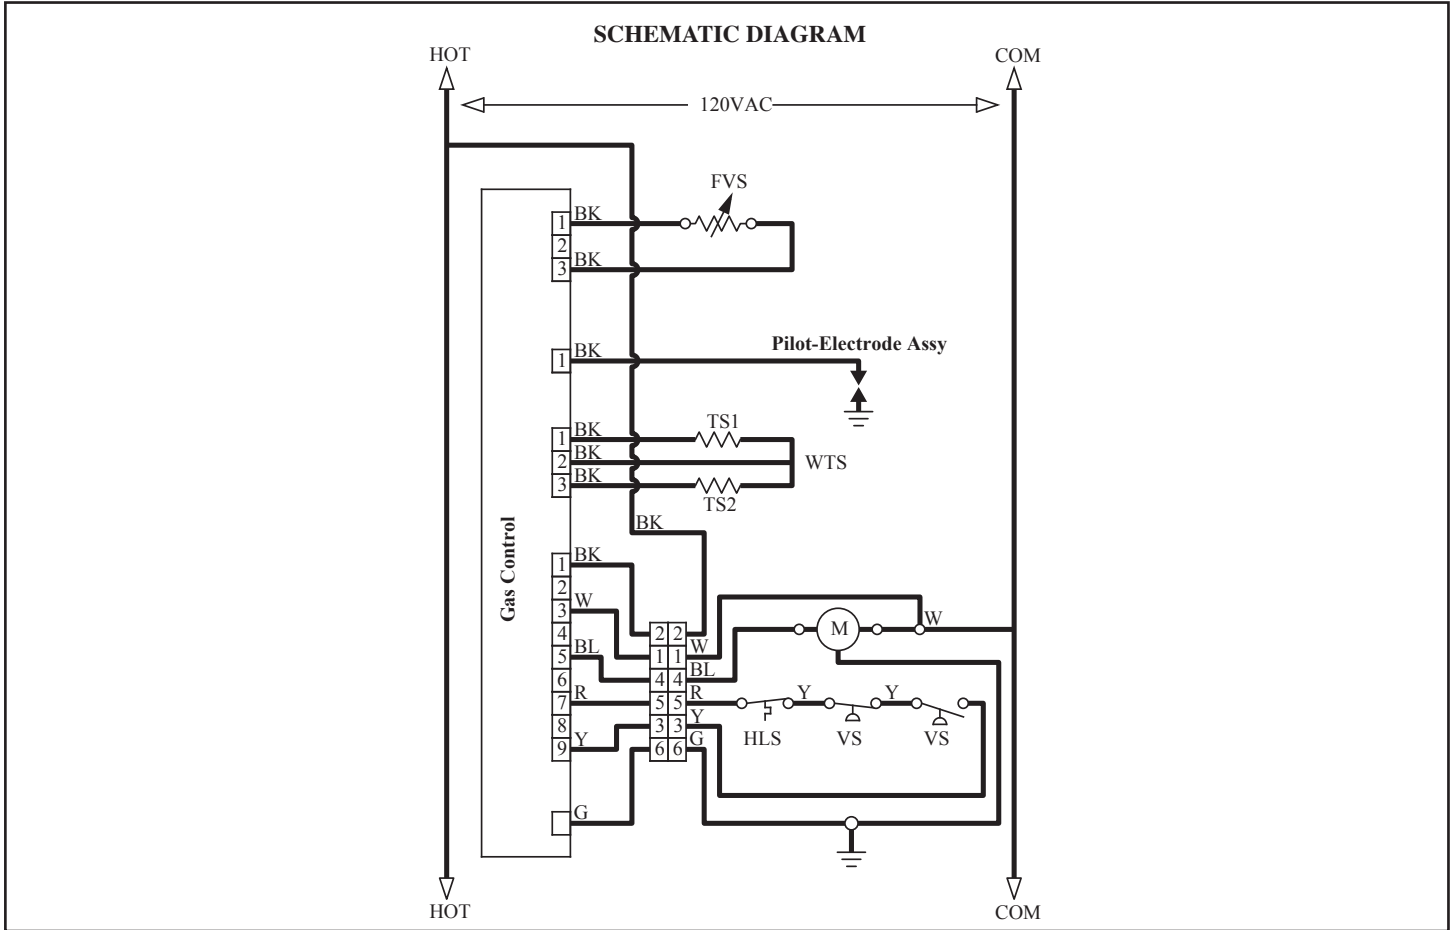 SCHEMATIC DIAGRAM
HOT
COM
120VAC
FVS
1 BK
2
3 BK
Pilot-Electrode Assy
1 BK
TS1
1 BK
2 BK
WTS
3 BK
TS2
BK
Gas Control
1 BK
2
3 W
4
5 BL
6
7 R
8
9 Y
G
2 2
1 1 W
4 4 BL
5 5 R
3 3 Y
6 6 G
M
W
Y
Y
HLS
VS
VS
HOT
COM